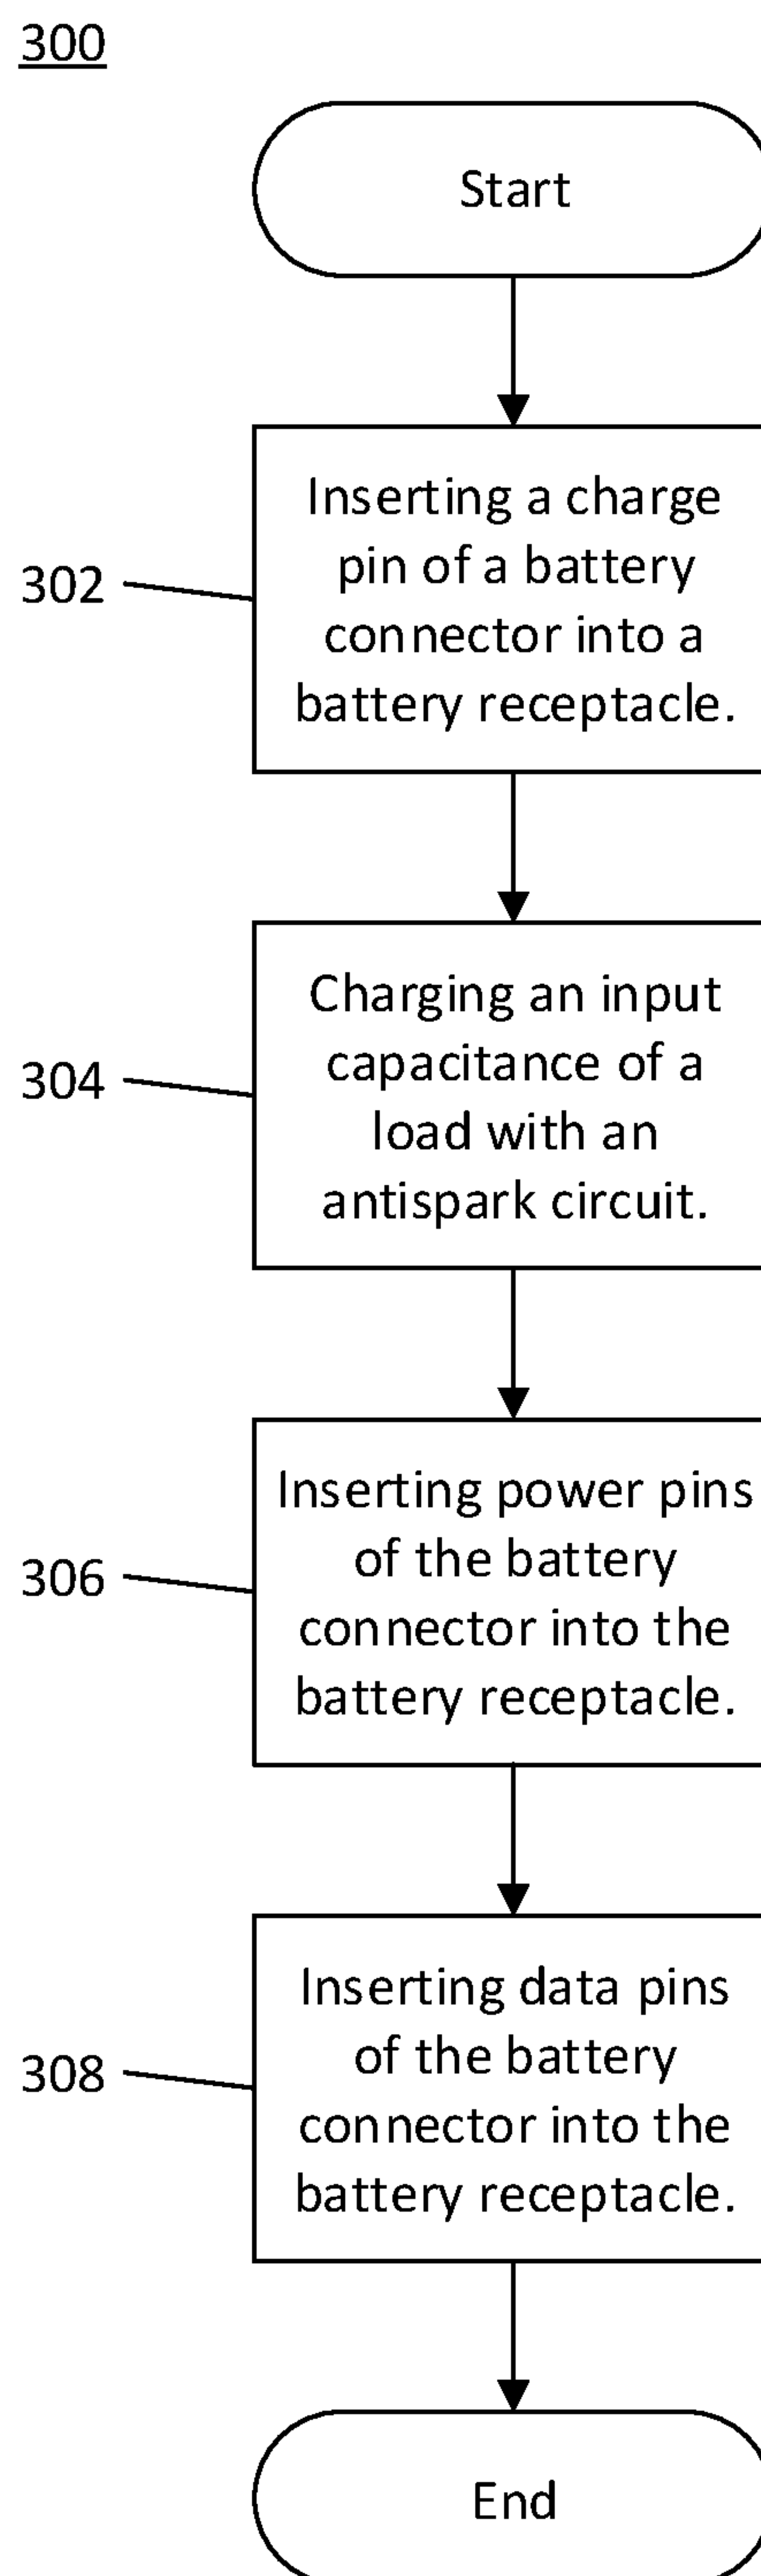 300
Start
302
Inserting a charge
pin of a battery
connector into a
battery receptacle.
304
Charging an input
capacitance of a
load with an
antispark circuit.
306
Inserting power pins
of the battery
connector into the
battery receptacle.
308
Inserting data pins
of the battery
connector into the
battery receptacle.
End